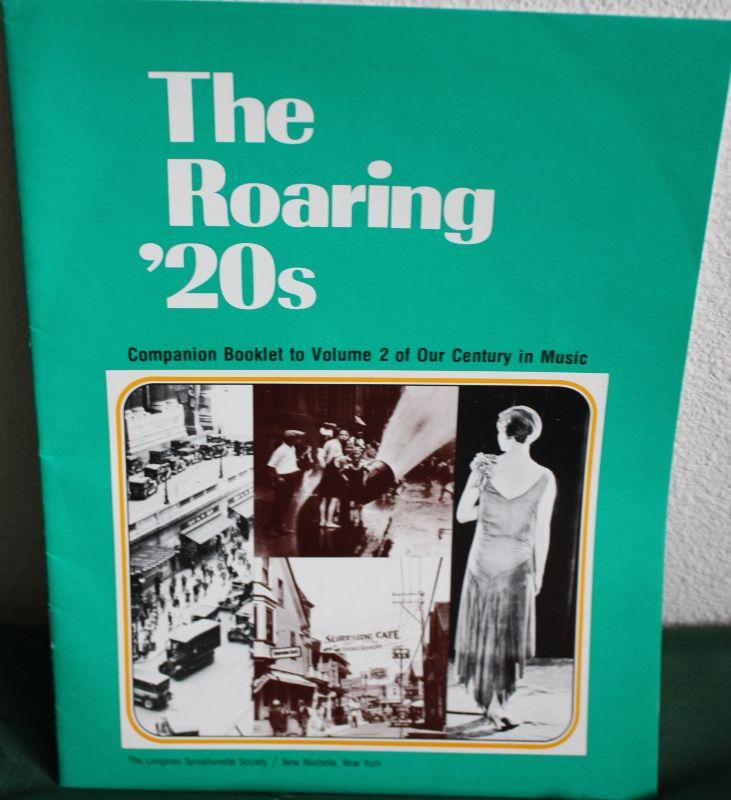 The
Roaring
’20s
Companion Booklet to Volume 2 of Our Century in Music
SURFSIDE CAFE
The Longines Symphonette Society / New Rochelle, New York